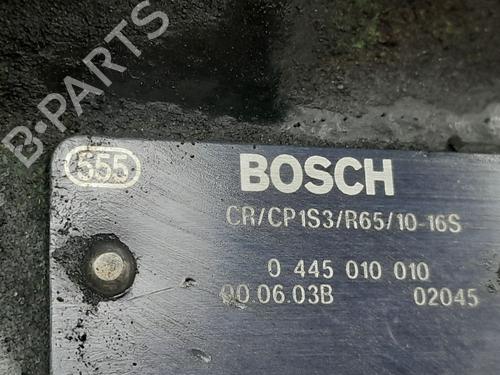 B-PARTS
555
BOSCH
CR/CP1S3/R65/10-16S
0 445 010 010
00.06.03B 02045